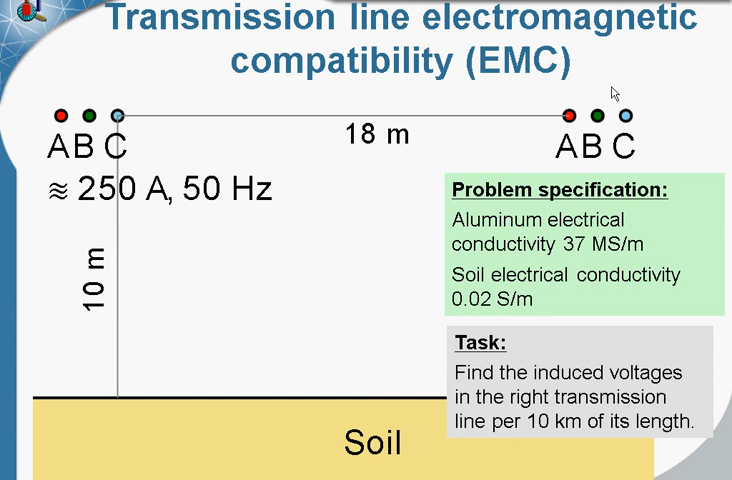 Transmission line electromagnetic
compatibility (EMC)
A B C
18 m
A B C
≋ 250 A, 50 Hz
10 m
Problem specification:
Aluminum electrical
conductivity 37 MS/m
Soil electrical conductivity
0.02 S/m
Task:
Find the induced voltages
in the right transmission
line per 10 km of its length.
Soil